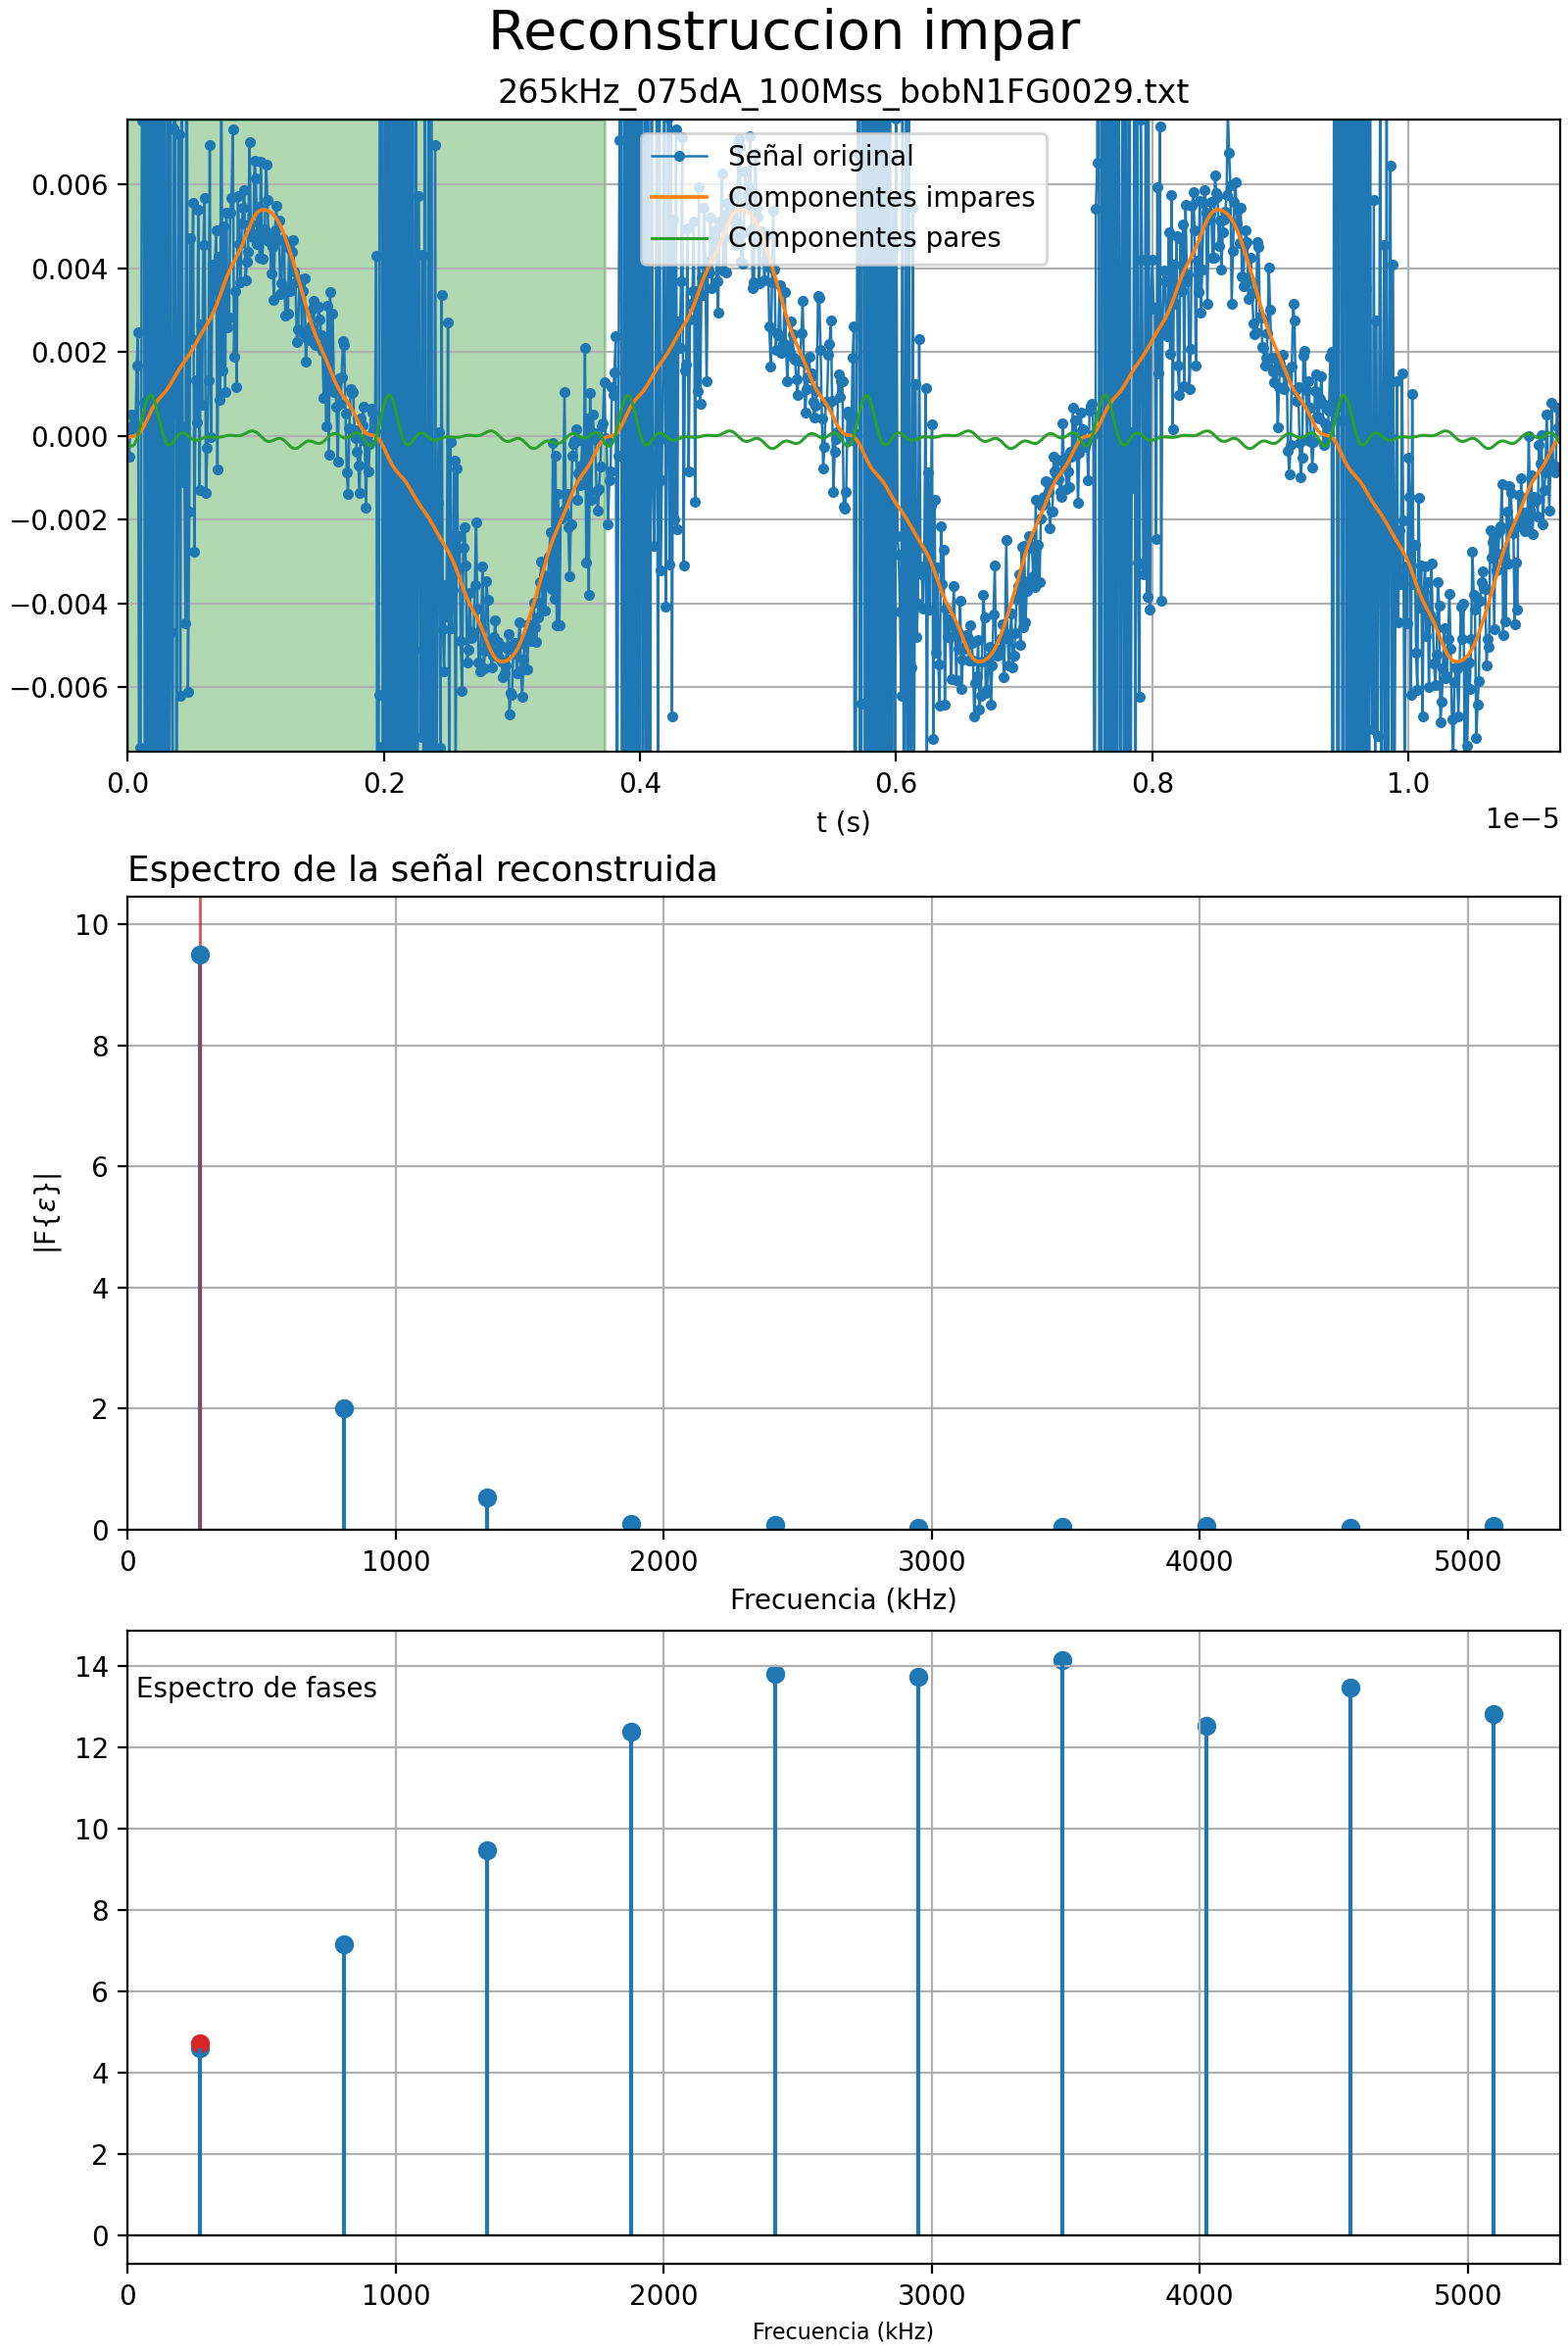 Reconstruccion impar
265kHz_075dA_100Mss_bobN1FG0029.txt
Señal original
Componentes impares
Componentes pares
0.006
0.004
0.002
0.000
−0.002
−0.004
−0.006
0.0 0.2 0.4 0.6 0.8 1.0
t (s)
1e−5
Espectro de la señal reconstruida
10
8
6
4
2
0
|F{ε}|
0 1000 2000 3000 4000 5000
Frecuencia (kHz)
Espectro de fases
14
12
10
8
6
4
2
0
0 1000 2000 3000 4000 5000
Frecuencia (kHz)